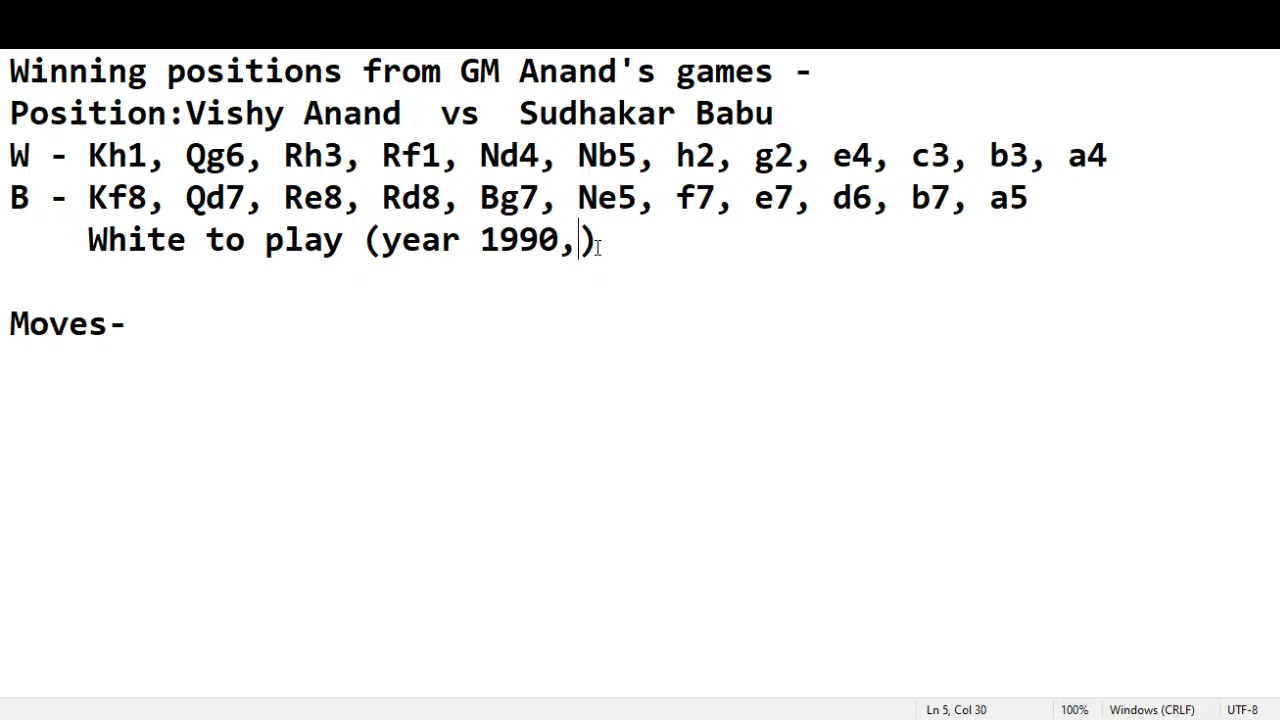 Winning positions from GM Anand's games -
Position:Vishy Anand  vs  Sudhakar Babu
W - Kh1, Qg6, Rh3, Rf1, Nd4, Nb5, h2, g2, e4, c3, b3, a4
B - Kf8, Qd7, Re8, Rd8, Bg7, Ne5, f7, e7, d6, b7, a5
White to play (year 1990,)
Moves-
Ln 5, Col 30
100%
Windows (CRLF)
UTF-8